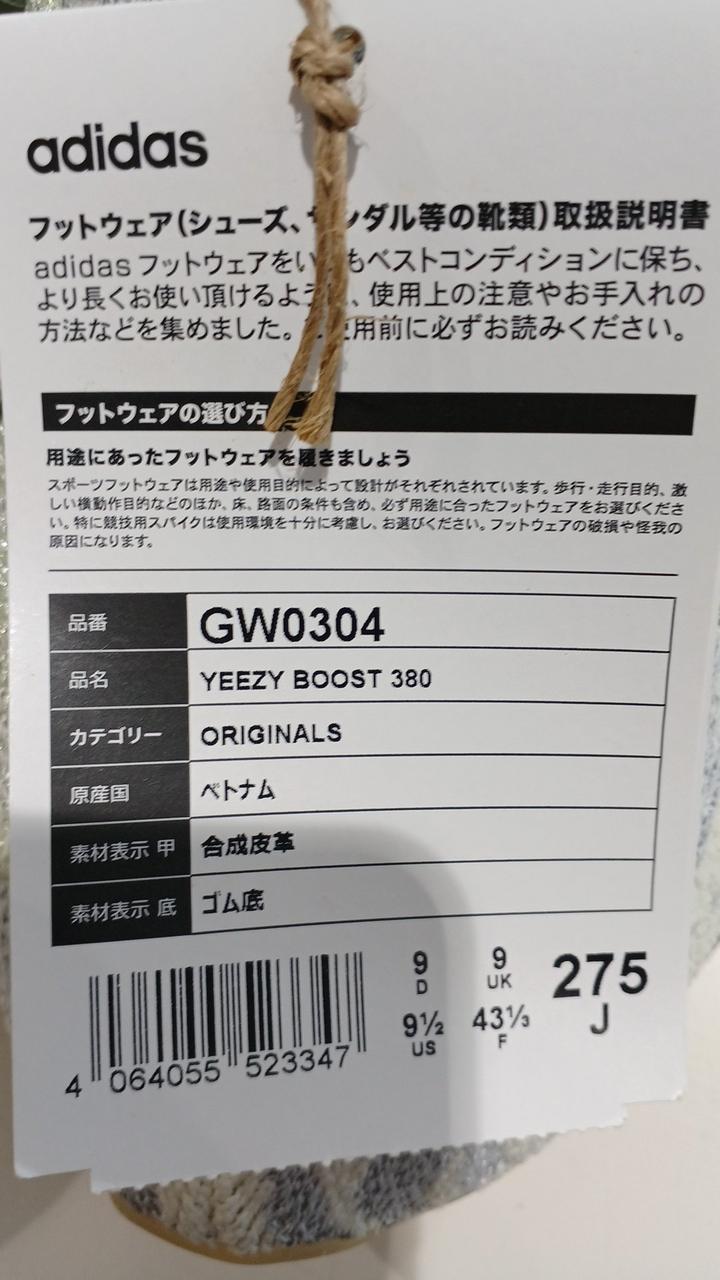 adidas
フットウェア(シューズ、 ダル等の靴類)取扱説明書
adidas フットウェアをい もベストコンディションに保ち、
より長くお使い頂けるよ 、使用上の注意やお手入れの
方法などを集めました。 用前に必ずお読みください。
フットウェアの選び方
用途にあったフットウェアを履きましょう
スポーツフットウェアは用途や使用目的によって設計がそれぞれされています。歩行・走行目的、激
しい横動作目的などのほか、床、路面の条件も含め、必ず用途に合ったフットウェアをお選びくださ
い。特に競技用スパイクは使用環境を十分に考慮し、お選びください。フットウェアの破損や怪我の
原因になります。
品番 GW0304
品名 YEEZY BOOST 380
カテゴリー ORIGINALS
原産国 ベトナム
素材表示 甲 合成皮革
素材表示 底 ゴム底
9 9 275
D UK J
9½ 43⅓
US F
4 064055 523347